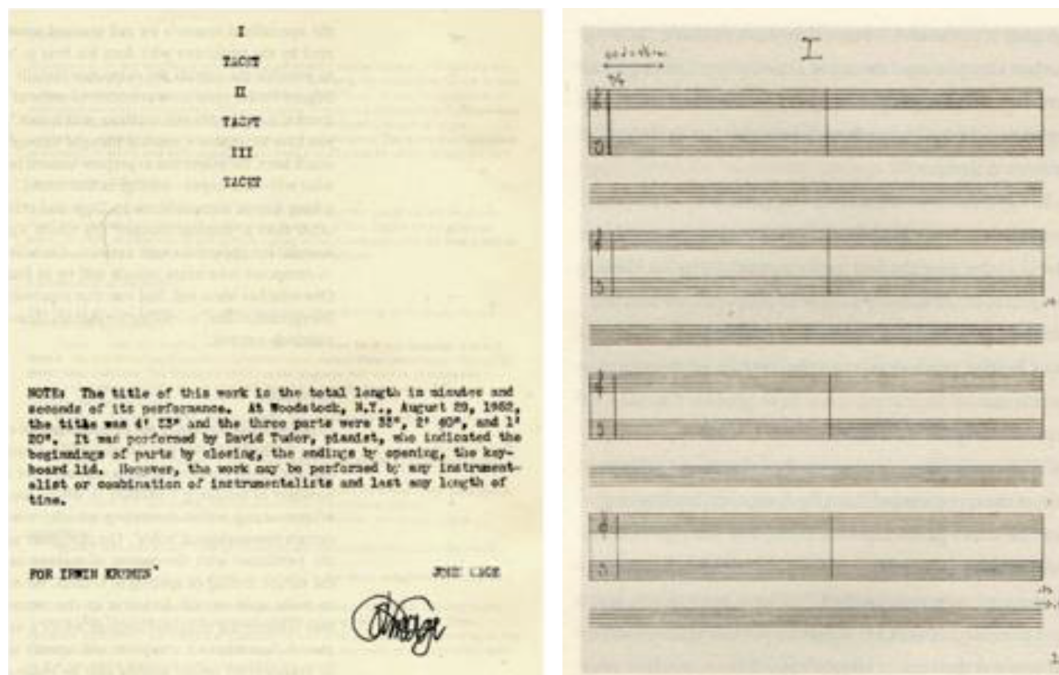 I
TACET
II
TACET
III
TACET
NOTE: The title of this work is the total length in minutes and
seconds of its performance. At Woodstock, N.Y., August 29, 1952,
the title was 4' 33" and the three parts were 33", 2' 40", and 1'
20". It was performed by David Tudor, pianist, who indicated the
beginnings of parts by closing, the endings by opening, the key-
board lid. However, the work may be performed by any instrument-
alist or combination of instrumentalists and last any length of
time.
FOR IRWIN KREMEN
JOHN CAGE
I
4/4